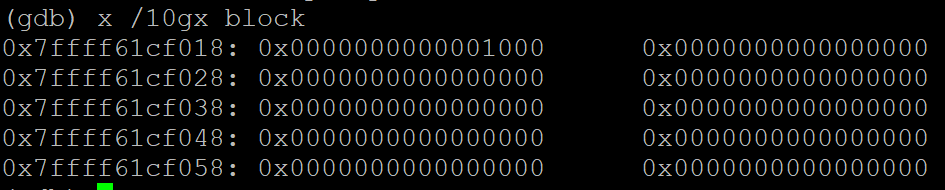 (gdb) x /10gx block
0x7ffff61cf018: 0x0000000000001000 0x0000000000000000
0x7ffff61cf028: 0x0000000000000000 0x0000000000000000
0x7ffff61cf038: 0x0000000000000000 0x0000000000000000
0x7ffff61cf048: 0x0000000000000000 0x0000000000000000
0x7ffff61cf058: 0x0000000000000000 0x0000000000000000